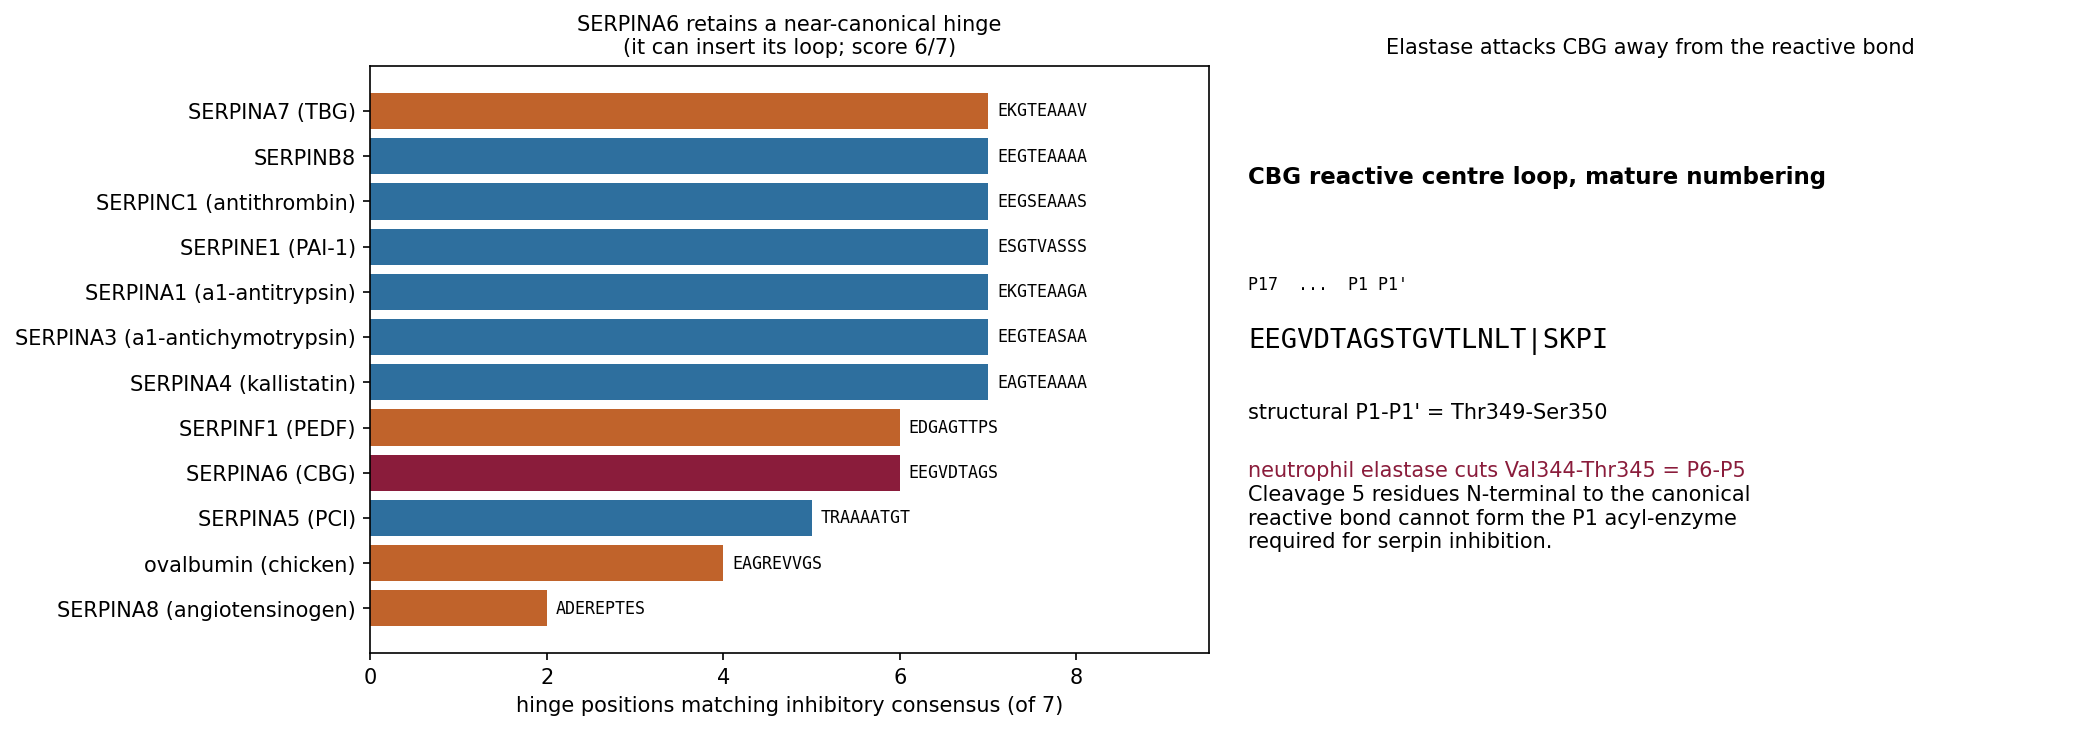 SERPINA6 retains a near-canonical hinge
(it can insert its loop; score 6/7)
SERPINA7 (TBG)
EKGTEAAAV
SERPINB8
EEGTEAAAA
SERPINC1 (antithrombin)
EEGSEAAAS
SERPINE1 (PAI-1)
ESGTVASSS
SERPINA1 (a1-antitrypsin)
EKGTEAAGA
SERPINA3 (a1-antichymotrypsin)
EEGTEASAA
SERPINA4 (kallistatin)
EAGTEAAAA
SERPINF1 (PEDF)
EDGAGTTPS
SERPINA6 (CBG)
EEGVDTAGS
SERPINA5 (PCI)
TRAAAATGT
ovalbumin (chicken)
EAGREVVGS
SERPINA8 (angiotensinogen)
ADEREPTES
0 2 4 6 8
hinge positions matching inhibitory consensus (of 7)
Elastase attacks CBG away from the reactive bond
CBG reactive centre loop, mature numbering
P17 ... P1 P1'
EEGVDTAGSTGVTLNLT|SKPI
structural P1-P1' = Thr349-Ser350
neutrophil elastase cuts Val344-Thr345 = P6-P5
Cleavage 5 residues N-terminal to the canonical
reactive bond cannot form the P1 acyl-enzyme
required for serpin inhibition.